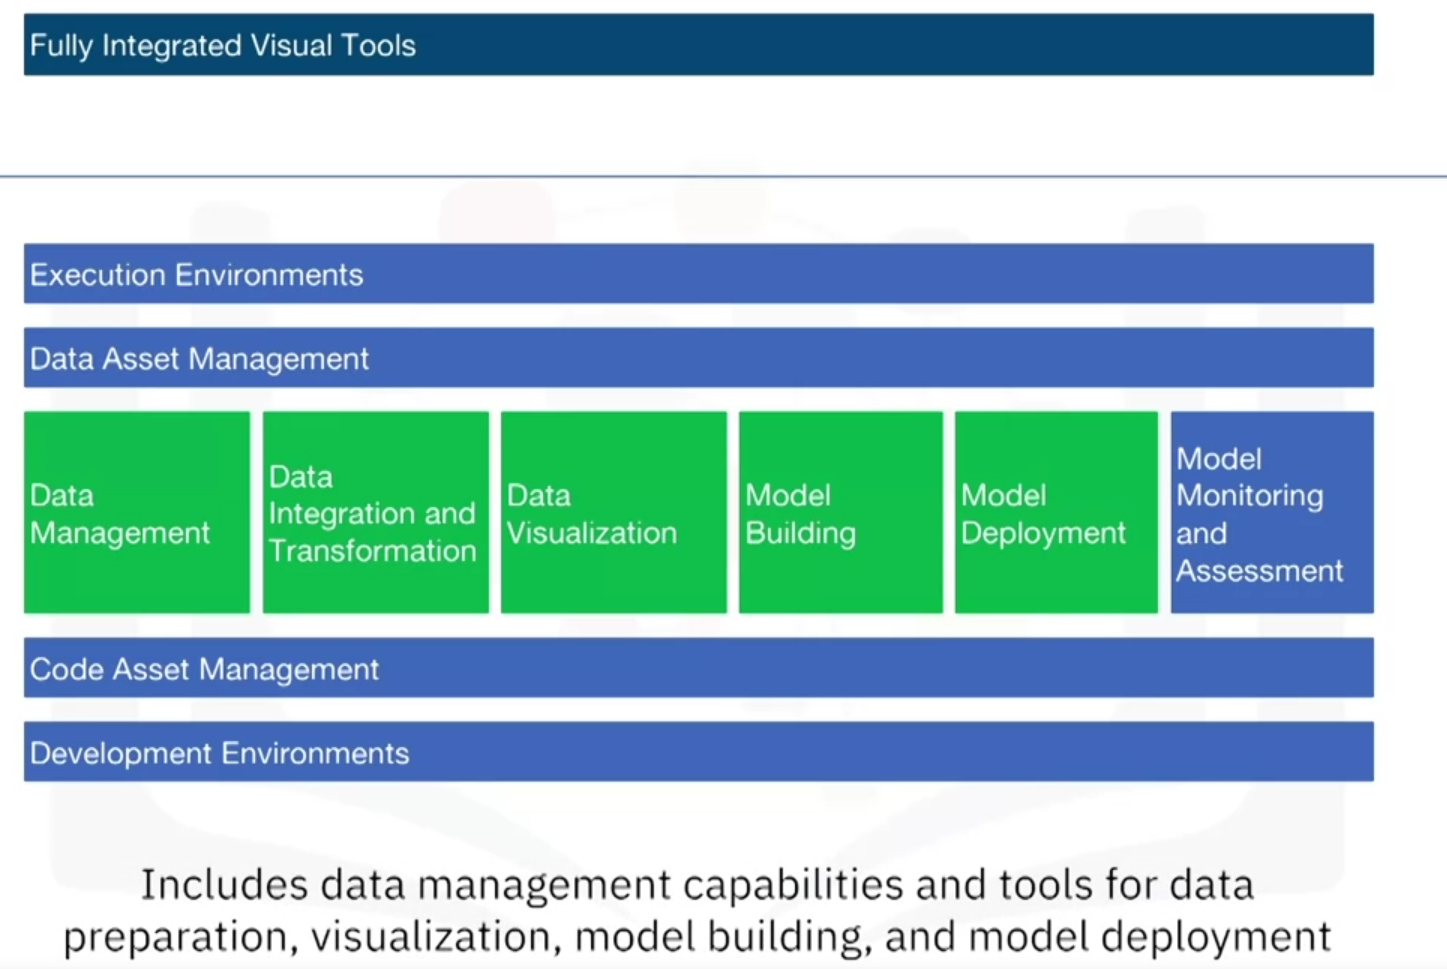 Fully Integrated Visual Tools
Execution Environments
Data Asset Management
Data
Management
Data
Integration and
Transformation
Data
Visualization
Model
Building
Model
Deployment
Model
Monitoring
and
Assessment
Code Asset Management
Development Environments
Includes data management capabilities and tools for data
preparation, visualization, model building, and model deployment